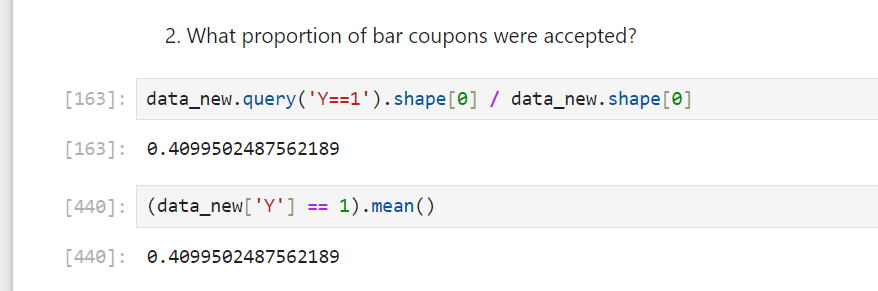 2. What proportion of bar coupons were accepted?
[163]: data_new.query('Y==1').shape[0] / data_new.shape[0]
[163]: 0.4099502487562189
[440]: (data_new['Y'] == 1).mean()
[440]: 0.4099502487562189